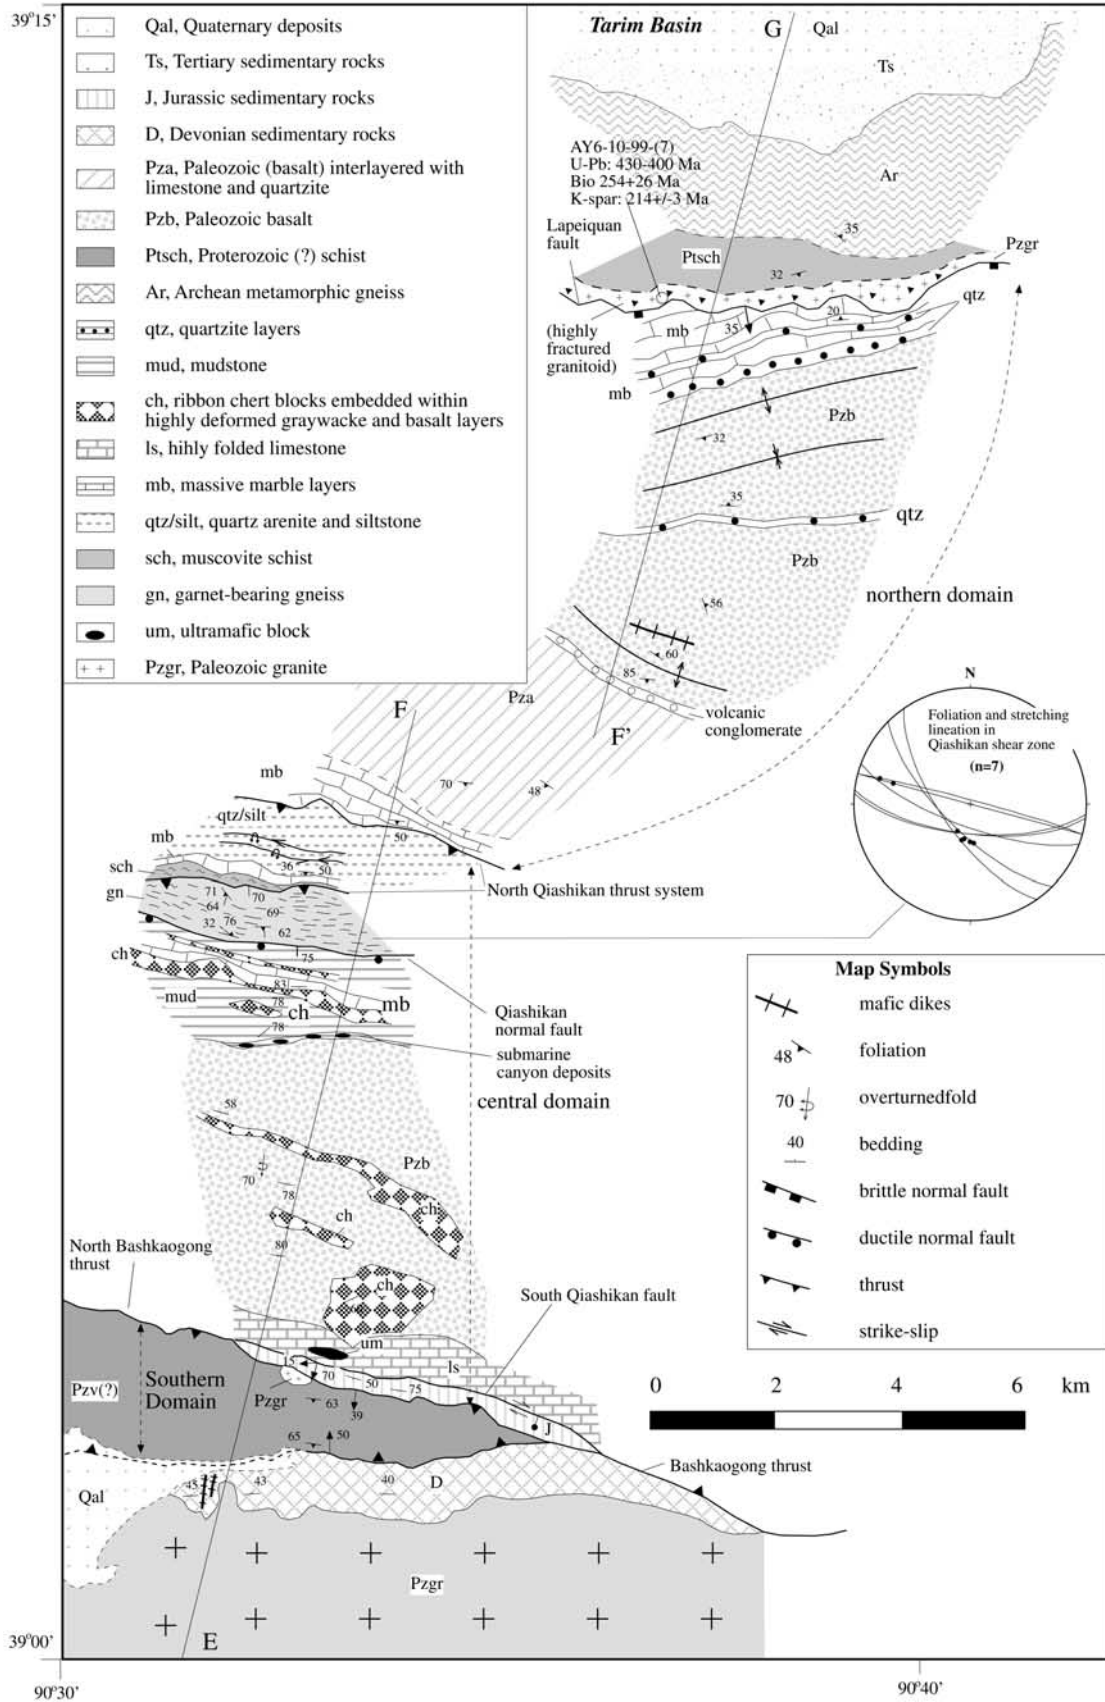 39°15'
Qal, Quaternary deposits
Ts, Tertiary sedimentary rocks
J, Jurassic sedimentary rocks
D, Devonian sedimentary rocks
Pza, Paleozoic (basalt) interlayered with
limestone and quartzite
Pzb, Paleozoic basalt
Ptsch, Proterozoic (?) schist
Ar, Archean metamorphic gneiss
qtz, quartzite layers
mud, mudstone
ch, ribbon chert blocks embedded within
highly deformed graywacke and basalt layers
ls, hihly folded limestone
mb, massive marble layers
qtz/silt, quartz arenite and siltstone
sch, muscovite schist
gn, garnet-bearing gneiss
um, ultramafic block
Pzgr, Paleozoic granite
Tarim Basin
G
Qal
Ts
AY6-10-99-(7)
U-Pb: 430-400 Ma
Bio 254+26 Ma
K-spar: 214+/-3 Ma
Ar
Lapeiquan
fault
35
Ptsch
32
Pzgr
qtz
20
35
mb
(highly
fractured
granitoid)
mb
Pzb
32
35
qtz
Pzb
northern domain
56
60
85
volcanic
conglomerate
Pza
F
F'
N
Foliation and stretching
lineation in
Qiashikan shear zone
(n=7)
mb
70
48
qtz/silt
50
mb
36
50
sch
gn
North Qiashikan thrust system
71
70
64
69
32
76
62
75
ch
83
mud
78
ch
mb
78
Qiashikan
normal fault
submarine
canyon deposits
central domain
58
Pzb
70
78
ch
ch
80
ch
North Bashkaogong
thrust
South Qiashikan fault
um
ls
15
70
50
75
Pzv(?)
Southern
Domain
Pzgr
63
39
J
65
50
Bashkaogong thrust
Qal
45
43
40
D
Pzgr
E
Map Symbols
mafic dikes
48
foliation
70
overturnedfold
40
bedding
brittle normal fault
ductile normal fault
thrust
strike-slip
0
2
4
6
km
39°00'
90°30'
90°40'